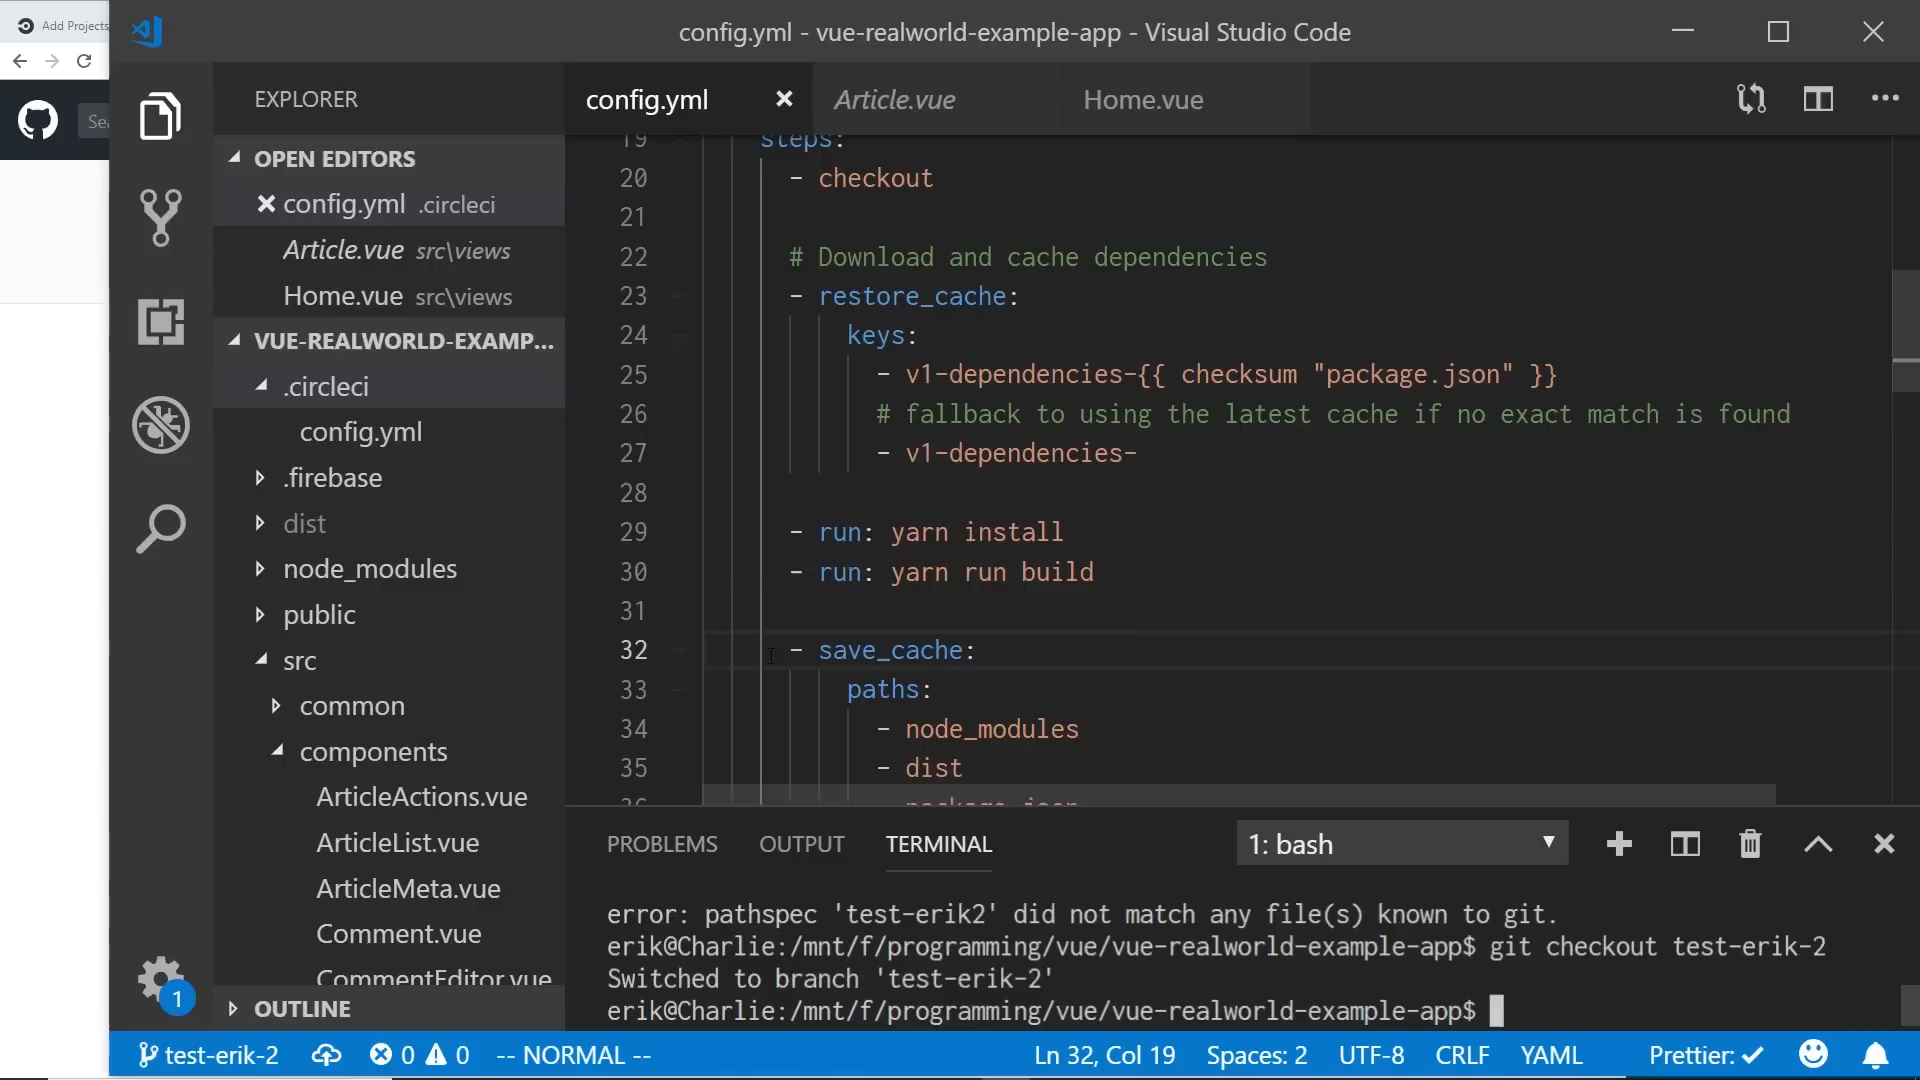 Add Projects
config.yml - vue-realworld-example-app - Visual Studio Code
EXPLORER
OPEN EDITORS
config.yml .circleci
Article.vue src\views
Home.vue src\views
VUE-REALWORLD-EXAMP...
.circleci
config.yml
.firebase
dist
node_modules
public
src
common
components
ArticleActions.vue
ArticleList.vue
ArticleMeta.vue
Comment.vue
CommentEditor.vue
OUTLINE
config.yml Article.vue Home.vue
19 steps:
20 - checkout
21
22 # Download and cache dependencies
23 - restore_cache:
24 keys:
25 - v1-dependencies-{{ checksum "package.json" }}
26 # fallback to using the latest cache if no exact match is found
27 - v1-dependencies-
28
29 - run: yarn install
30 - run: yarn run build
31
32 - save_cache:
33 paths:
34 - node_modules
35 - dist
PROBLEMS OUTPUT TERMINAL 1: bash
error: pathspec 'test-erik2' did not match any file(s) known to git.
erik@Charlie:/mnt/f/programming/vue/vue-realworld-example-app$ git checkout test-erik-2
Switched to branch 'test-erik-2'
erik@Charlie:/mnt/f/programming/vue/vue-realworld-example-app$
1
test-erik-2 0 0 -- NORMAL -- Ln 32, Col 19 Spaces: 2 UTF-8 CRLF YAML Prettier: ✓